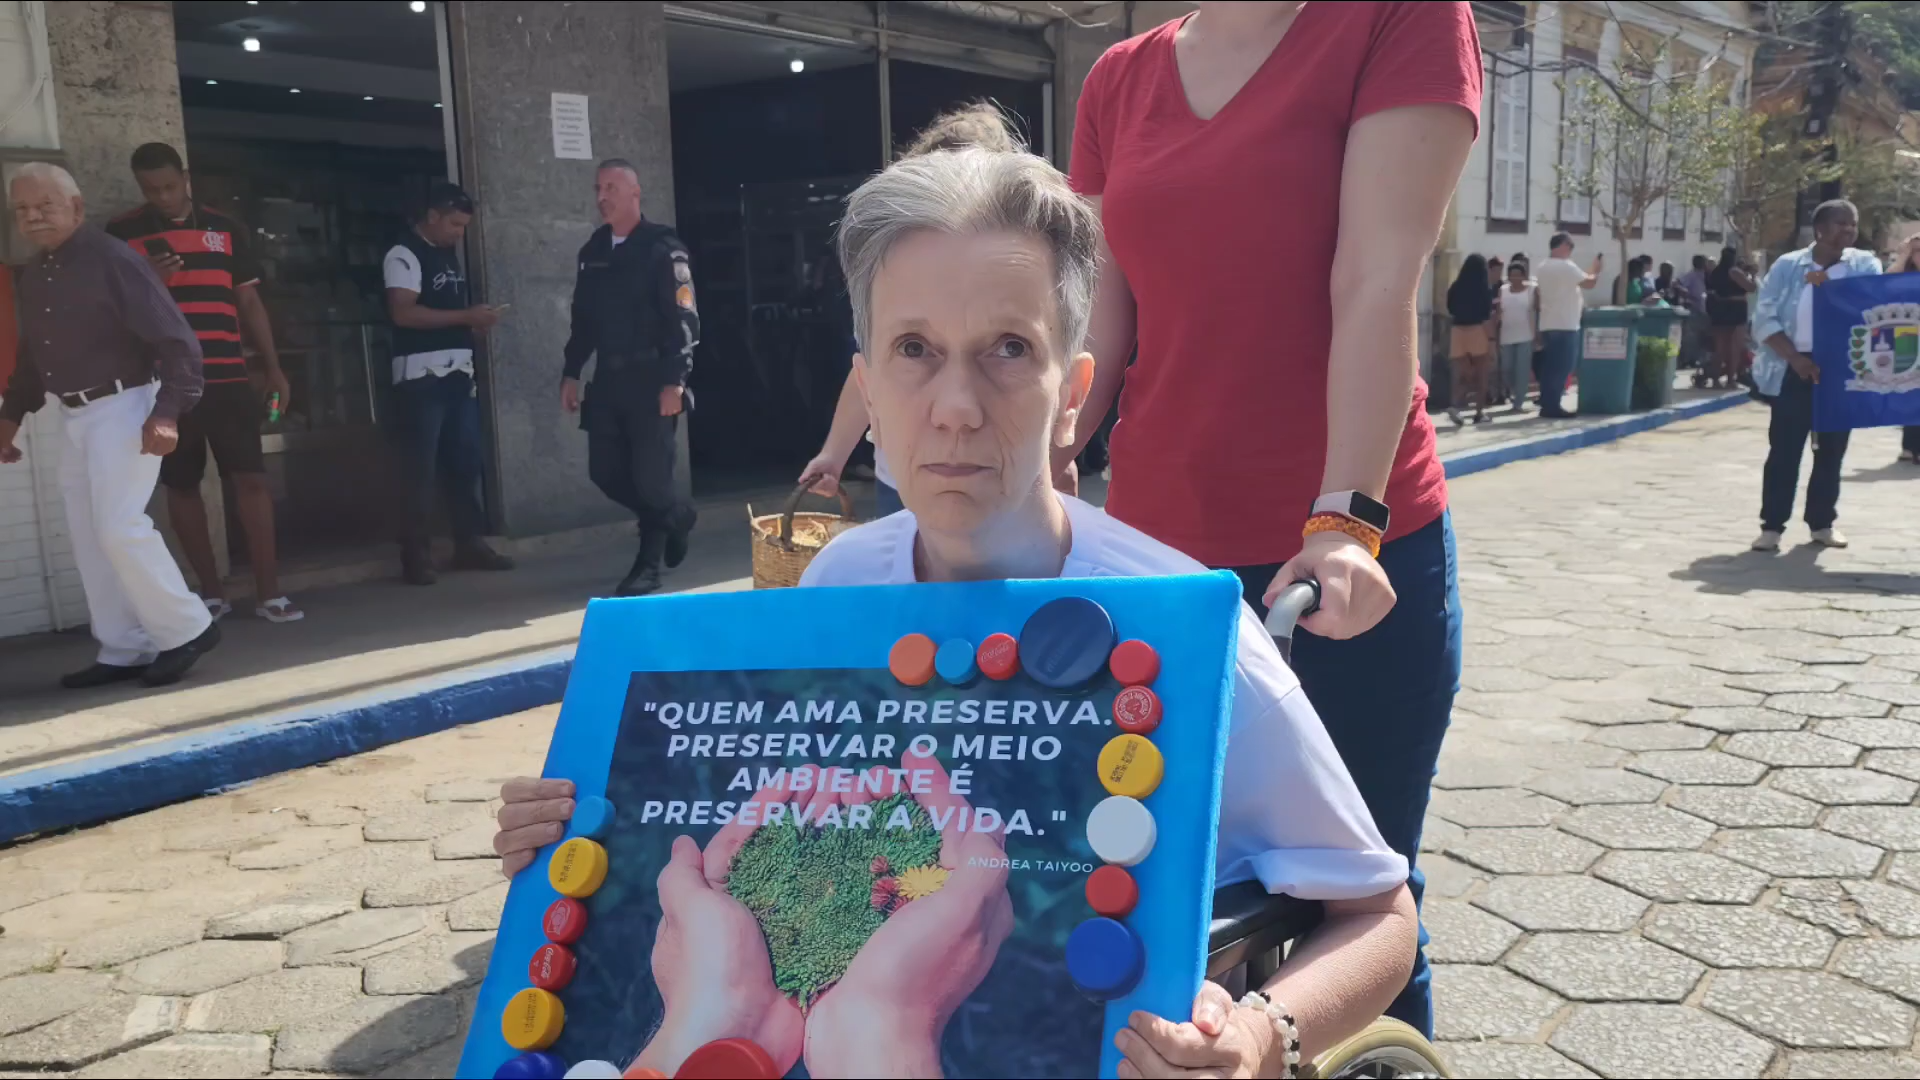 "QUEM AMA PRESERVA.
PRESERVAR O MEIO
AMBIENTE É
PRESERVAR A VIDA."
ANDREA TAIYOO